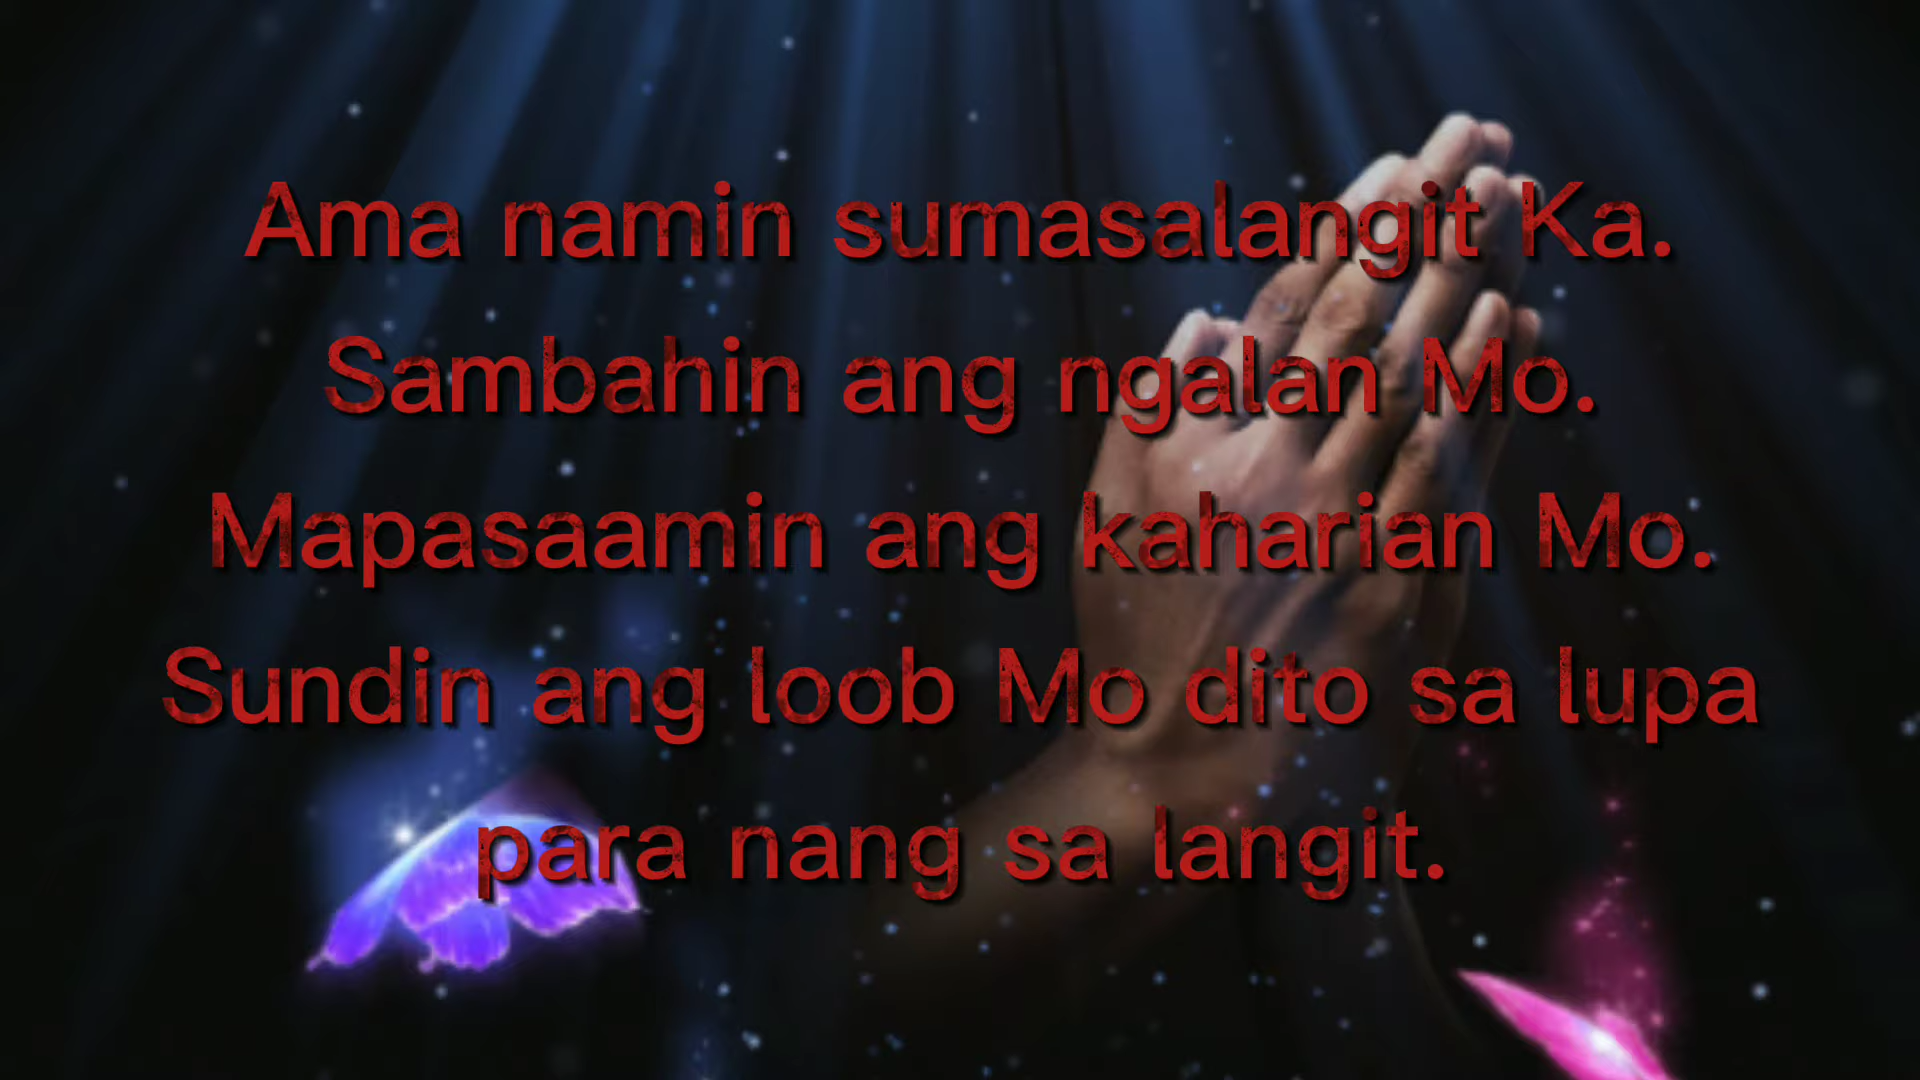 Ama namin sumasalangit Ka.
Sambahin ang ngalan Mo.
Mapasaamin ang kaharian Mo.
Sundin ang loob Mo dito sa lupa
para nang sa langit.